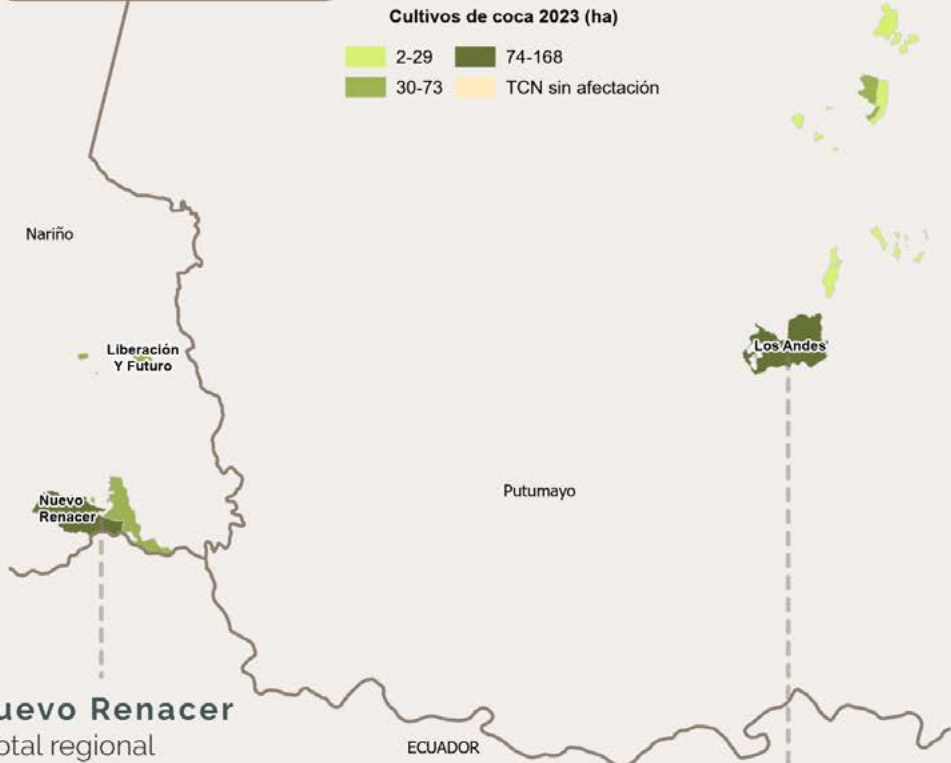 Cultivos de coca 2023 (ha)
2-29
74-168
30-73
TCN sin afectación
Nariño
Liberación
Y Futuro
Los Andes
Nuevo
Renacer
Putumayo
uevo Renacer
otal regional
ECUADOR